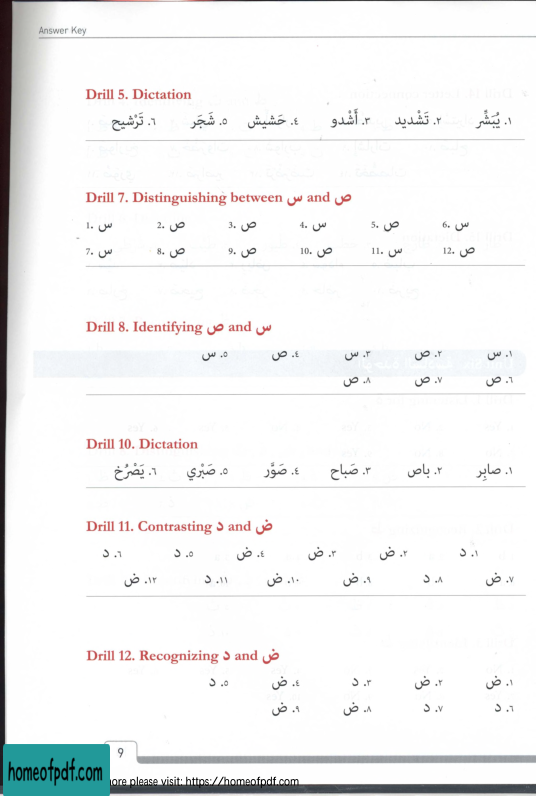 Answer Key
Drill 5. Dictation
١. يُبَشِّر ٢. تَشْديد ٣. أَشْدو ٤. حَشيش ٥. شَجَر ٦. تَرْشيح
Drill 7. Distinguishing between س and ص
1. س 2. ص 3. ص 4. س 5. ص 6. س
7. س 8. ص 9. ص 10. ص 11. س 12. ص
Drill 8. Identifying ص and س
١. س ٢. ص ٣. س ٤. ص ٥. س
٦. ص ٧. ص ٨. ص
Drill 10. Dictation
١. صابِر ٢. باص ٣. صَباح ٤. صَوَّر ٥. صَبْري ٦. يَصْرُخ
Drill 11. Contrasting د and ض
١. د ٢. ض ٣. ض ٤. ض ٥. د ٦. د
٧. ض ٨. د ٩. ض ١٠. ض ١١. د ١٢. ض
Drill 12. Recognizing د and ض
١. ض ٢. ض ٣. د ٤. ض ٥. د
٦. د ٧. د ٨. ض ٩. ض
9
homeofpdf.com
ore please visit: https://homeofpdf.com